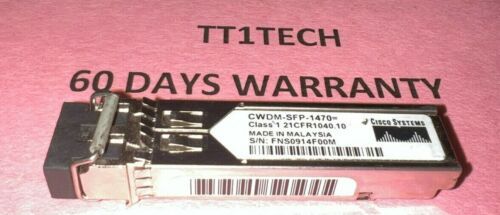 TT1TECH
60 DAYS WARRANTY
CWDM-SFP-1470=
Class 1 21CFR1040.10
MADE IN MALAYSIA
S/N: FNS0914F00M
CISCO SYSTEMS